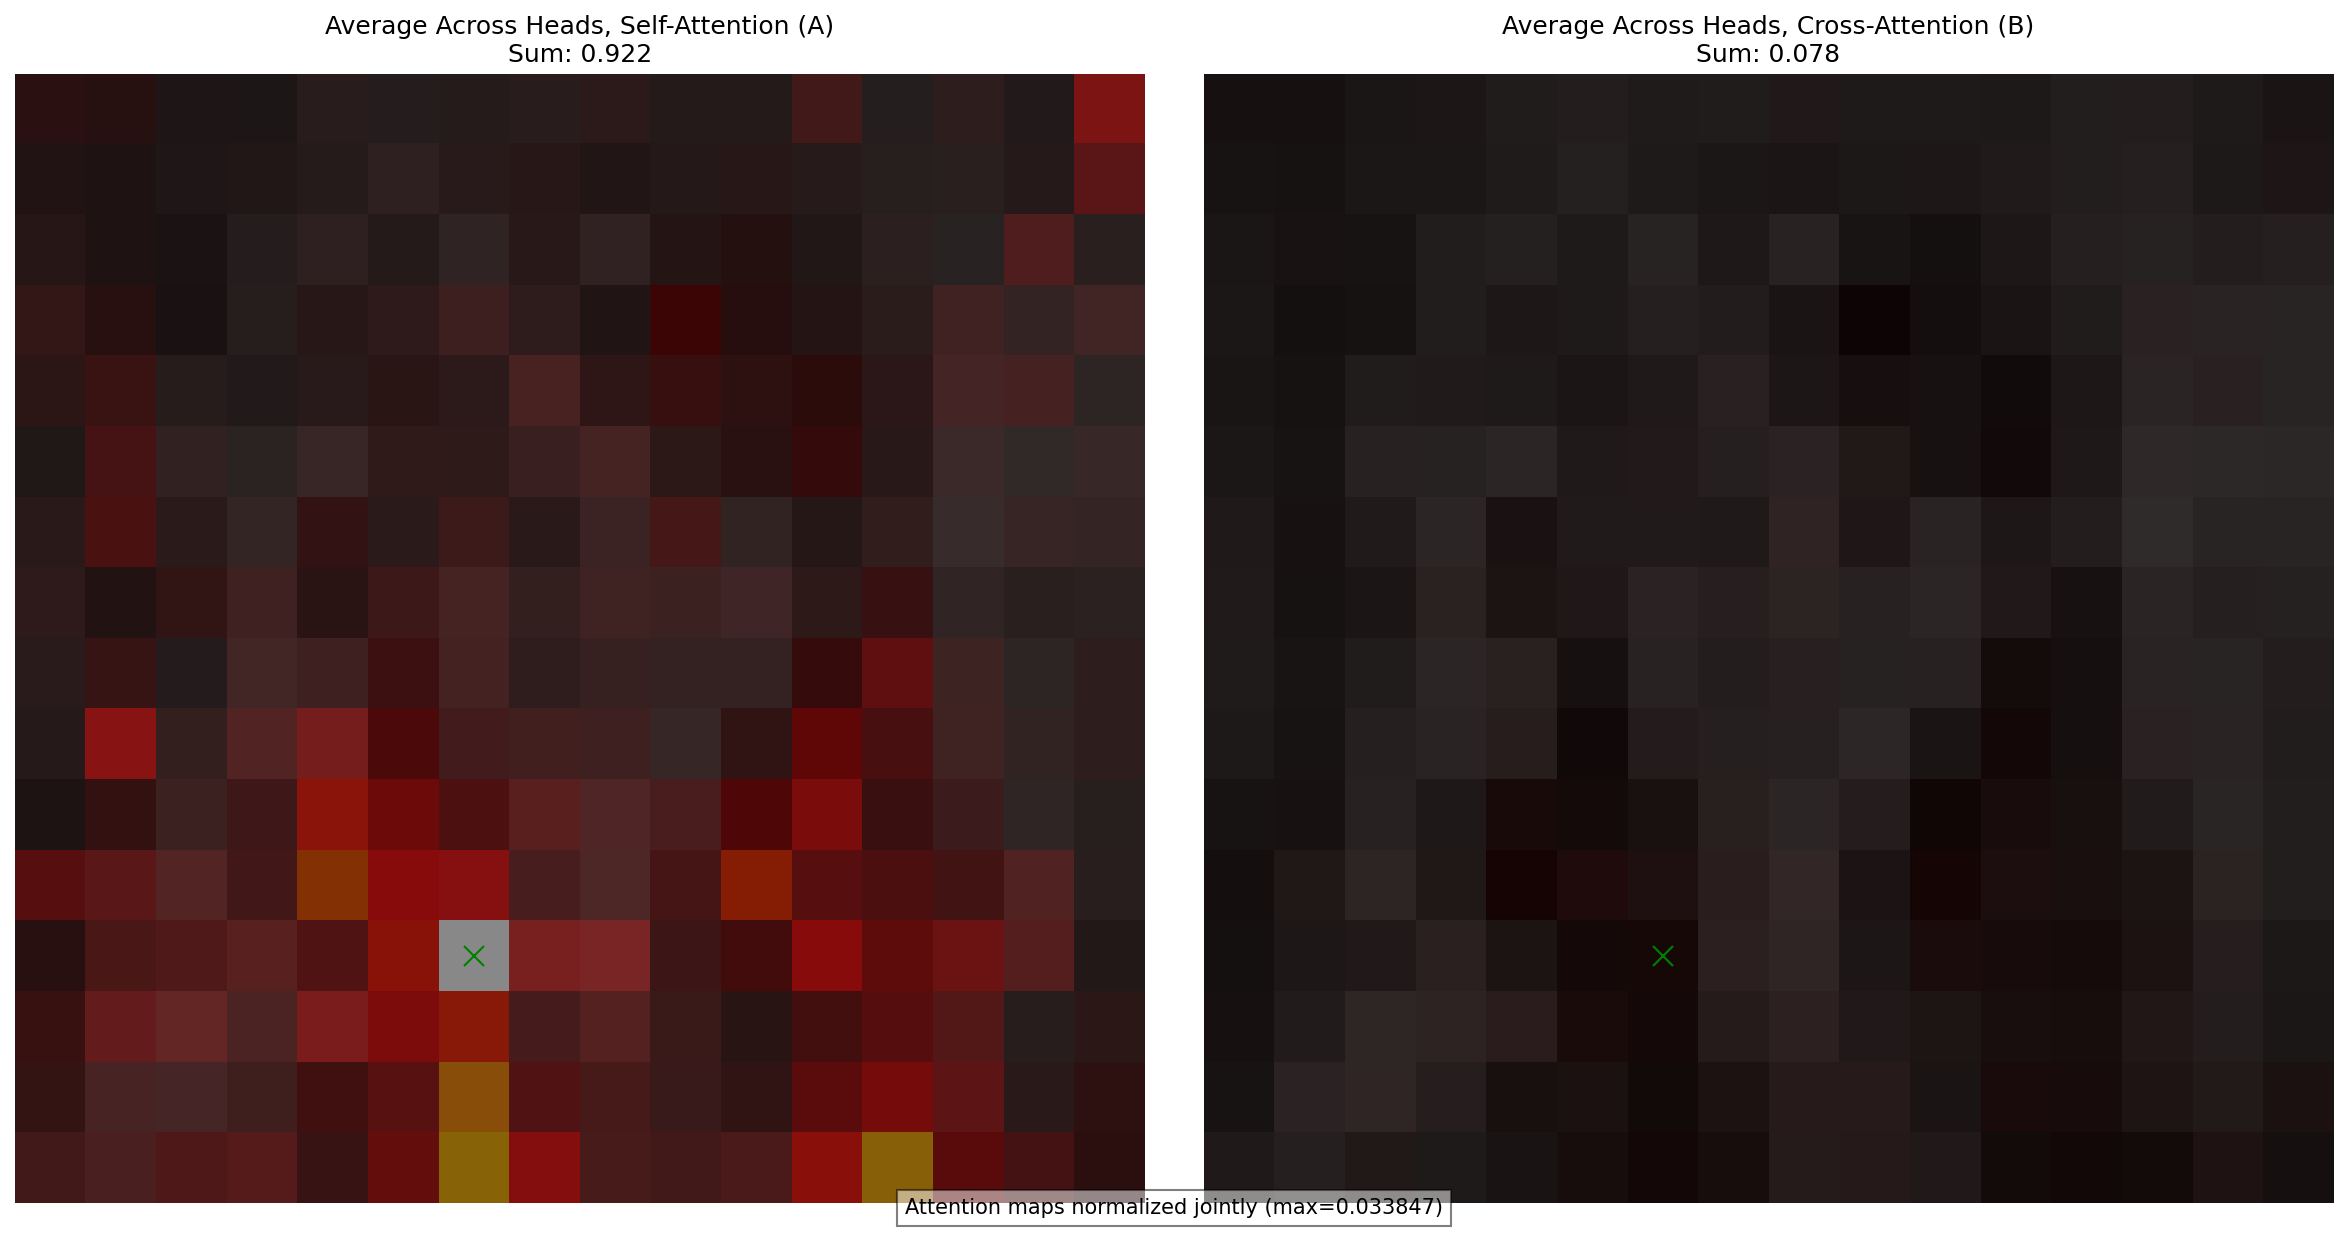 Average Across Heads, Self-Attention (A)
Sum: 0.922
Average Across Heads, Cross-Attention (B)
Sum: 0.078
Attention maps normalized jointly (max=0.033847)